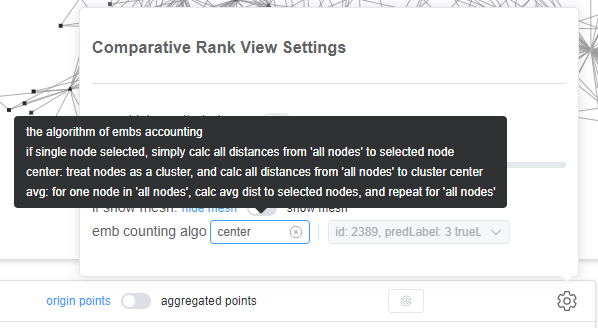 Comparative Rank View Settings
the algorithm of embs accounting
if single node selected, simply calc all distances from 'all nodes' to selected node
center: treat nodes as a cluster, and calc all distances from 'all nodes' to cluster center
avg: for one node in 'all nodes', calc avg dist to selected nodes, and repeat for 'all nodes'
if show mesh: hide mesh show mesh
emb counting algo center id: 2389, predLabel: 3 trueL
origin points aggregated points